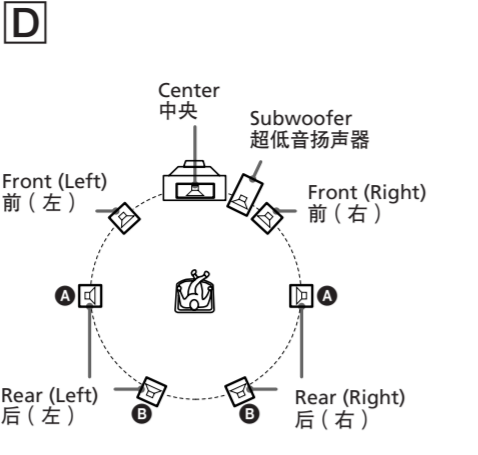 D
Center
中央
Subwoofer
超低音扬声器
Front (Left)
前（左）
Front (Right)
前（右）
A
A
Rear (Left)
后（左）
B
B
Rear (Right)
后（右）